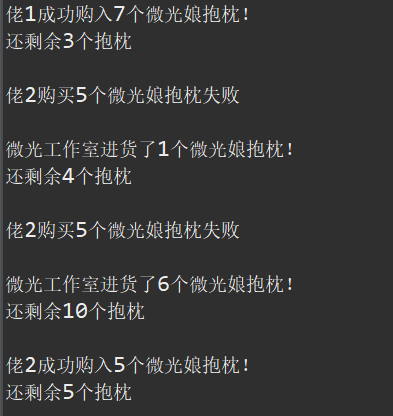 佬1成功购入7个微光娘抱枕!
还剩余3个抱枕
佬2购买5个微光娘抱枕失败
微光工作室进货了1个微光娘抱枕!
还剩余4个抱枕
佬2购买5个微光娘抱枕失败
微光工作室进货了6个微光娘抱枕!
还剩余10个抱枕
佬2成功购入5个微光娘抱枕!
还剩余5个抱枕